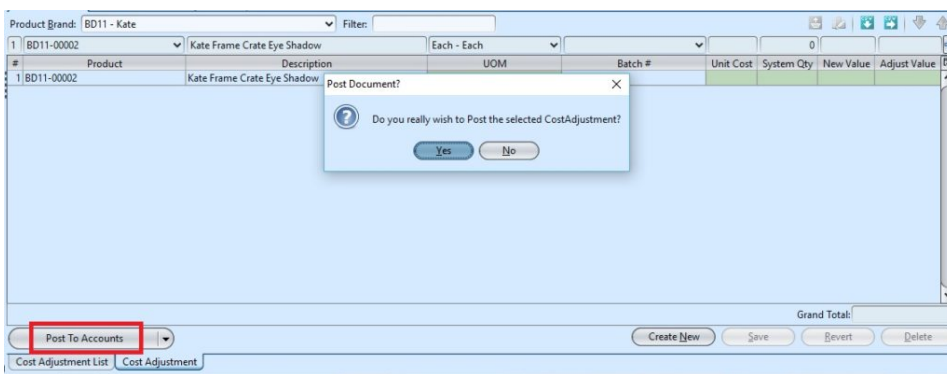 Product Brand: BD11 - Kate Filter:
1 BD11-00002 Kate Frame Crate Eye Shadow Each - Each 0
# Product Description UOM Batch # Unit Cost System Qty New Value Adjust Value
1 BD11-00002 Kate Frame Crate Eye Shadow
Post Document?
Do you really wish to Post the selected CostAdjustment?
Yes No
Grand Total:
Post To Accounts Create New Save Revert Delete
Cost Adjustment List Cost Adjustment